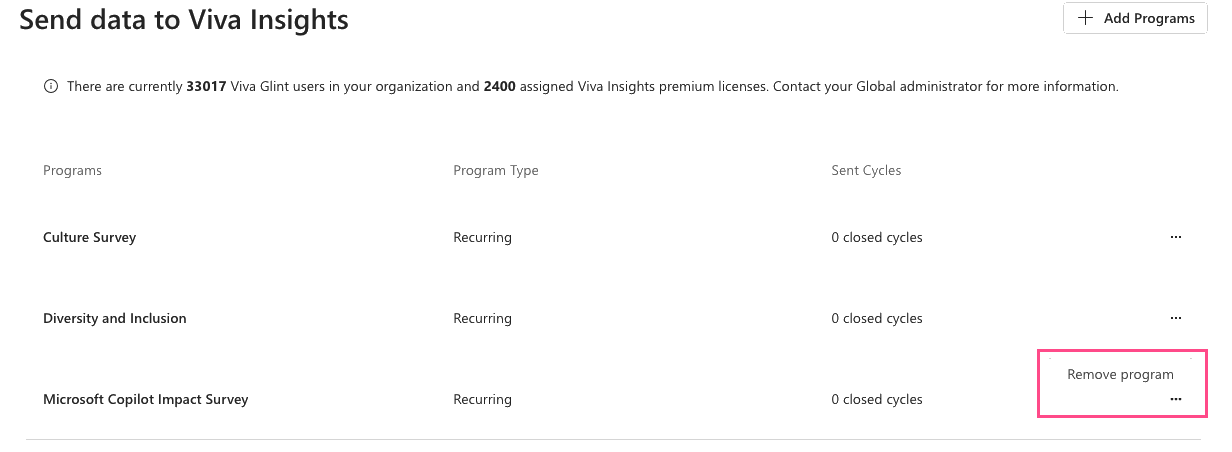 Send data to Viva Insights
Add Programs
There are currently 33017 Viva Glint users in your organization and 2400 assigned Viva Insights premium licenses. Contact your Global administrator for more information.
Programs Program Type Sent Cycles
Culture Survey Recurring 0 closed cycles ...
Diversity and Inclusion Recurring 0 closed cycles ...
Remove program
Microsoft Copilot Impact Survey Recurring 0 closed cycles ...